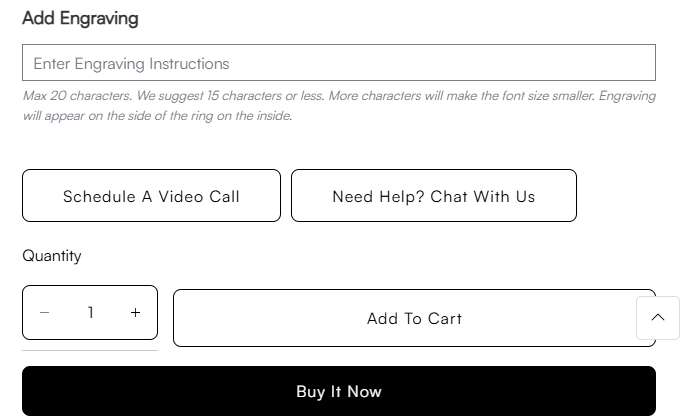 Add Engraving
Enter Engraving Instructions
Max 20 characters. We suggest 15 characters or less. More characters will make the font size smaller. Engraving
will appear on the side of the ring on the inside.
Schedule A Video Call
Need Help? Chat With Us
Quantity
− 1 +
Add To Cart
Buy It Now